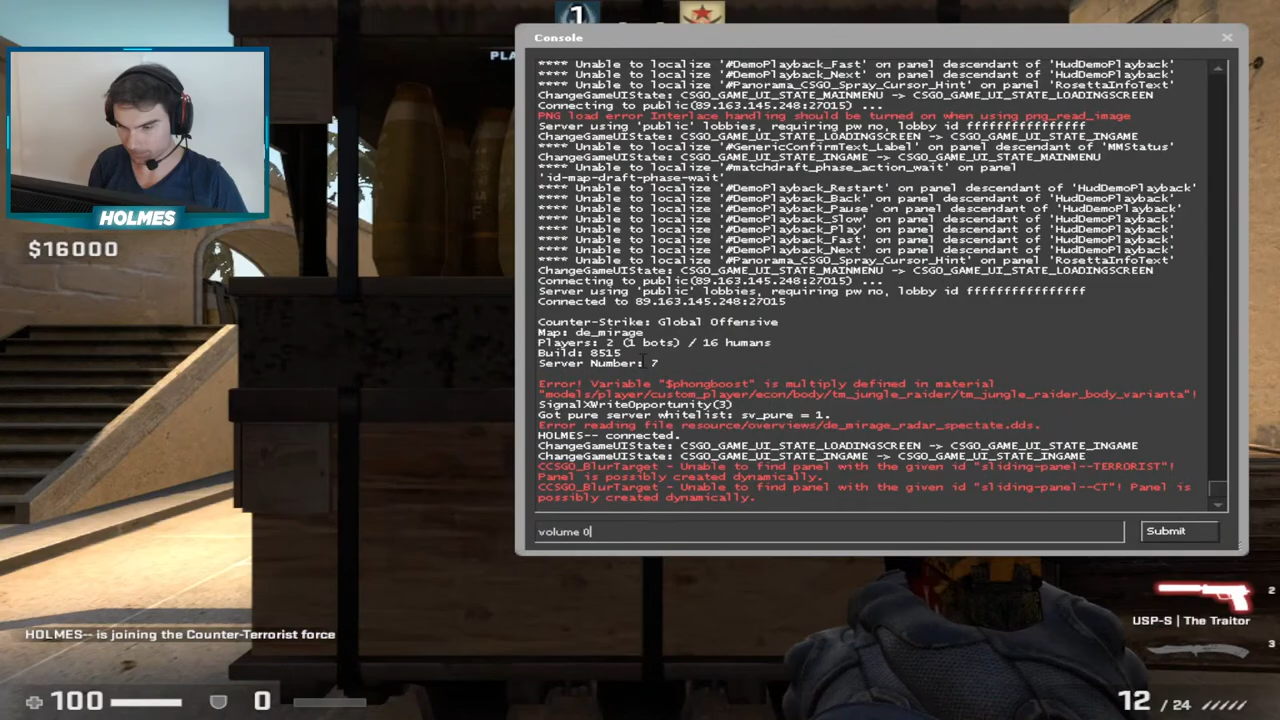 1
PLA
Console
**** Unable to localize '#DemoPlayback_Fast' on panel descendant of 'HudDemoPlayback'
**** Unable to localize '#DemoPlayback_Next' on panel descendant of 'HudDemoPlayback'
**** Unable to localize '#Panorama_CSGO_Spray_Cursor_Hint' on panel 'RosettaInfoText'
ChangeGameUIState: CSGO_GAME_UI_STATE_MAINMENU -> CSGO_GAME_UI_STATE_LOADINGSCREEN
Connecting to public(89.163.145.248:27015) ...
PNG load error Interlace handling should be turned on when using png_read_image
Server using 'public' lobbies, requiring pw no, lobby id ffffffffffffffff
ChangeGameUIState: CSGO_GAME_UI_STATE_LOADINGSCREEN -> CSGO_GAME_UI_STATE_INGAME
**** Unable to localize '#GenericConfirmText_Label' on panel descendant of 'MMStatus'
ChangeGameUIState: CSGO_GAME_UI_STATE_INGAME -> CSGO_GAME_UI_STATE_MAINMENU
**** Unable to localize '#matchdraft_phase_action_wait' on panel
'id-map-draft-phase-wait'
**** Unable to localize '#DemoPlayback_Restart' on panel descendant of 'HudDemoPlayback'
**** Unable to localize '#DemoPlayback_Back' on panel descendant of 'HudDemoPlayback'
**** Unable to localize '#DemoPlayback_Pause' on panel descendant of 'HudDemoPlayback'
**** Unable to localize '#DemoPlayback_Slow' on panel descendant of 'HudDemoPlayback'
**** Unable to localize '#DemoPlayback_Play' on panel descendant of 'HudDemoPlayback'
**** Unable to localize '#DemoPlayback_Fast' on panel descendant of 'HudDemoPlayback'
**** Unable to localize '#DemoPlayback_Next' on panel descendant of 'HudDemoPlayback'
**** Unable to localize '#Panorama_CSGO_Spray_Cursor_Hint' on panel 'RosettaInfoText'
ChangeGameUIState: CSGO_GAME_UI_STATE_MAINMENU -> CSGO_GAME_UI_STATE_LOADINGSCREEN
Connecting to public(89.163.145.248:27015) ...
Server using 'public' lobbies, requiring pw no, lobby id ffffffffffffffff
Connected to 89.163.145.248:27015
Counter-Strike: Global Offensive
Map: de_mirage
Players: 2 (1 bots) / 16 humans
Build: 8515
Server Number: 7
Error! Variable "$phongboost" is multiply defined in material
"models/player/custom_player/econ/body/tm_jungle_raider/tm_jungle_raider_body_varianta"!
SignalXWriteOpportunity(3)
Got pure server whitelist: sv_pure = 1.
Error reading file resource/overviews/de_mirage_radar_spectate.dds.
HOLMES-- connected.
ChangeGameUIState: CSGO_GAME_UI_STATE_LOADINGSCREEN -> CSGO_GAME_UI_STATE_INGAME
ChangeGameUIState: CSGO_GAME_UI_STATE_INGAME -> CSGO_GAME_UI_STATE_INGAME
CCSGO_BlurTarget - Unable to find panel with the given id "sliding-panel--TERRORIST"!
Panel is possibly created dynamically.
CCSGO_BlurTarget - Unable to find panel with the given id "sliding-panel--CT"! Panel is
possibly created dynamically.
volume 0
Submit
HOLMES
$16000
2
USP-S | The Traitor
3
HOLMES-- is joining the Counter-Terrorist force
100
0
12 / 24